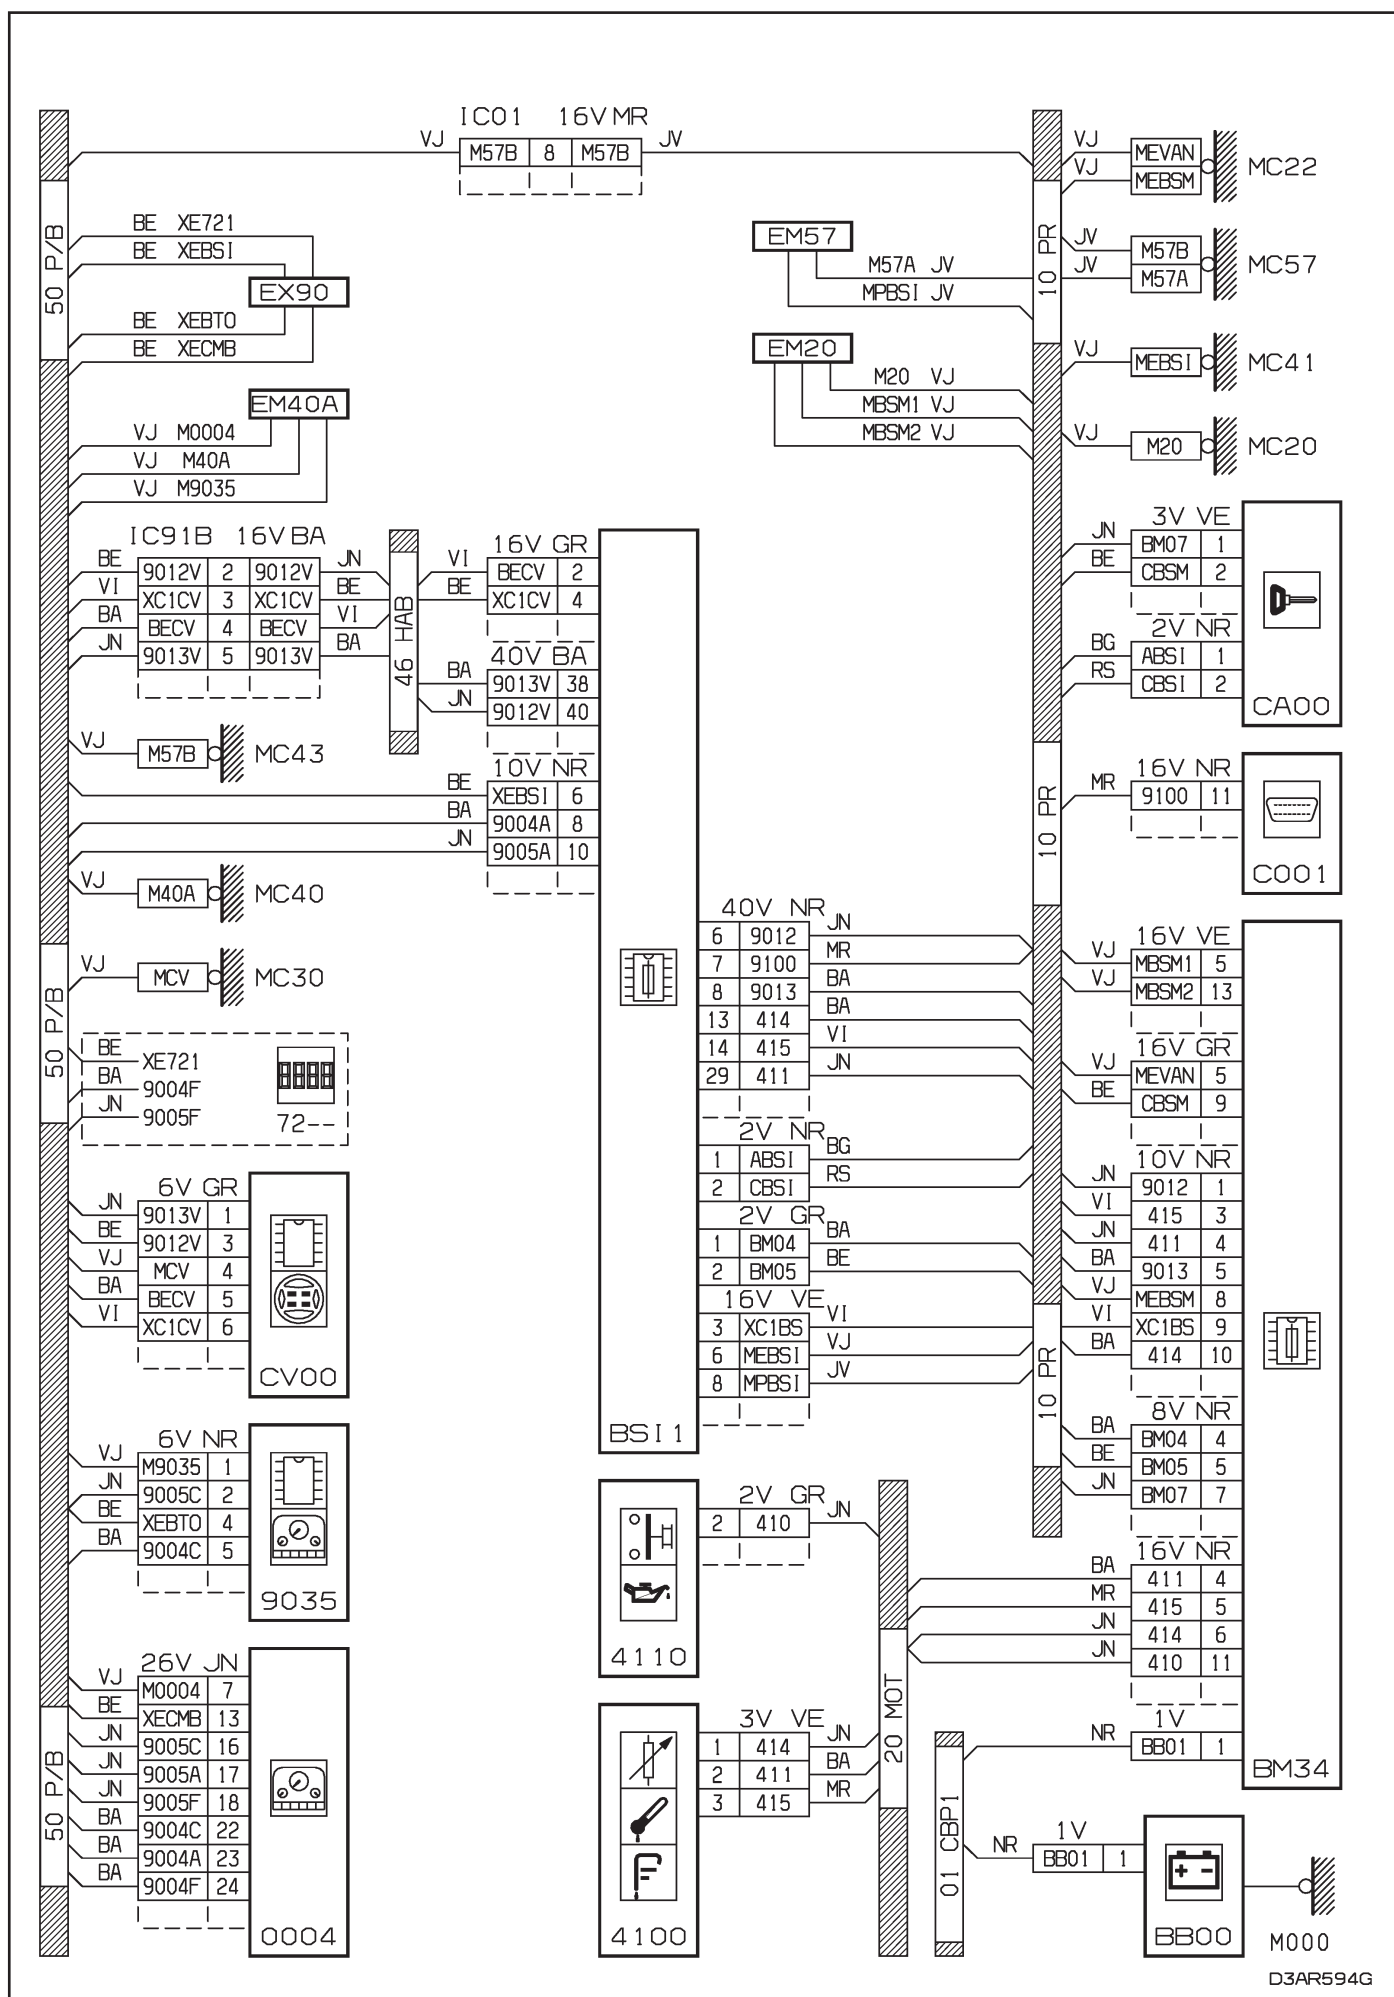 IC01 16V MR
VJ M57B 8 M57B JV
50 P/B
BE XE721
BE XEBSI
EX90
BE XEBTO
BE XECMB
EM40A
VJ M0004
VJ M40A
VJ M9035
IC91B 16V BA
BE 9012V 2 9012V JN
VI XC1CV 3 XC1CV BE
BA BECV 4 BECV VI
JN 9013V 5 9013V BA
46 HAB
VJ M57B MC43
VJ M40A MC40
50 P/B
VJ MCV MC30
BE XE721
BA 9004F
JN 9005F
72--
6V GR
JN 9013V 1
BE 9012V 3
VJ MCV 4
BA BECV 5
VI XC1CV 6
CV00
6V NR
VJ M9035 1
JN 9005C 2
BE XEBTO 4
BA 9004C 5
9035
50 P/B
26V JN
VJ M0004 7
BE XECMB 13
JN 9005C 16
JN 9005A 17
JN 9005F 18
BA 9004C 22
BA 9004A 23
BA 9004F 24
0004
16V GR
VI BECV 2
BE XC1CV 4
40V BA
BA 9013V 38
JN 9012V 40
10V NR
BE XEBSI 6
BA 9004A 8
JN 9005A 10
EM57
M57A JV
MPBSI JV
EM20
M20 VJ
MBSM1 VJ
MBSM2 VJ
40V NR
6 9012 JN
7 9100 MR
8 9013 BA
13 414 BA
14 415 VI
29 411 JN
2V NR
1 ABSI BG
2 CBSI RS
2V GR
1 BM04 BA
2 BM05 BE
16V VE
3 XC1BS VI
6 MEBSI VJ
8 MPBSI JV
BSI1
2V GR
2 410 JN
4110
3V VE
1 414 JN
2 411 BA
3 415 MR
4100
20 MOT
10 PR
VJ MEVAN
VJ MEBSM
MC22
JV M57B
JV M57A
MC57
VJ MEBSI MC41
VJ M20 MC20
3V VE
JN BM07 1
BE CBSM 2
2V NR
BG ABSI 1
RS CBSI 2
CA00
10 PR
16V NR
MR 9100 11
C001
16V VE
VJ MBSM1 5
VJ MBSM2 13
16V GR
VJ MEVAN 5
BE CBSM 9
10V NR
JN 9012 1
VI 415 3
JN 411 4
BA 9013 5
VJ MEBSM 8
VI XC1BS 9
BA 414 10
10 PR
8V NR
BA BM04 4
BE BM05 5
JN BM07 7
16V NR
BA 411 4
MR 415 5
JN 414 6
JN 410 11
1V
NR BB01 1
BM34
01 CBP1
1V
NR BB01 1
+ -
BB00
M000
D3AR594G